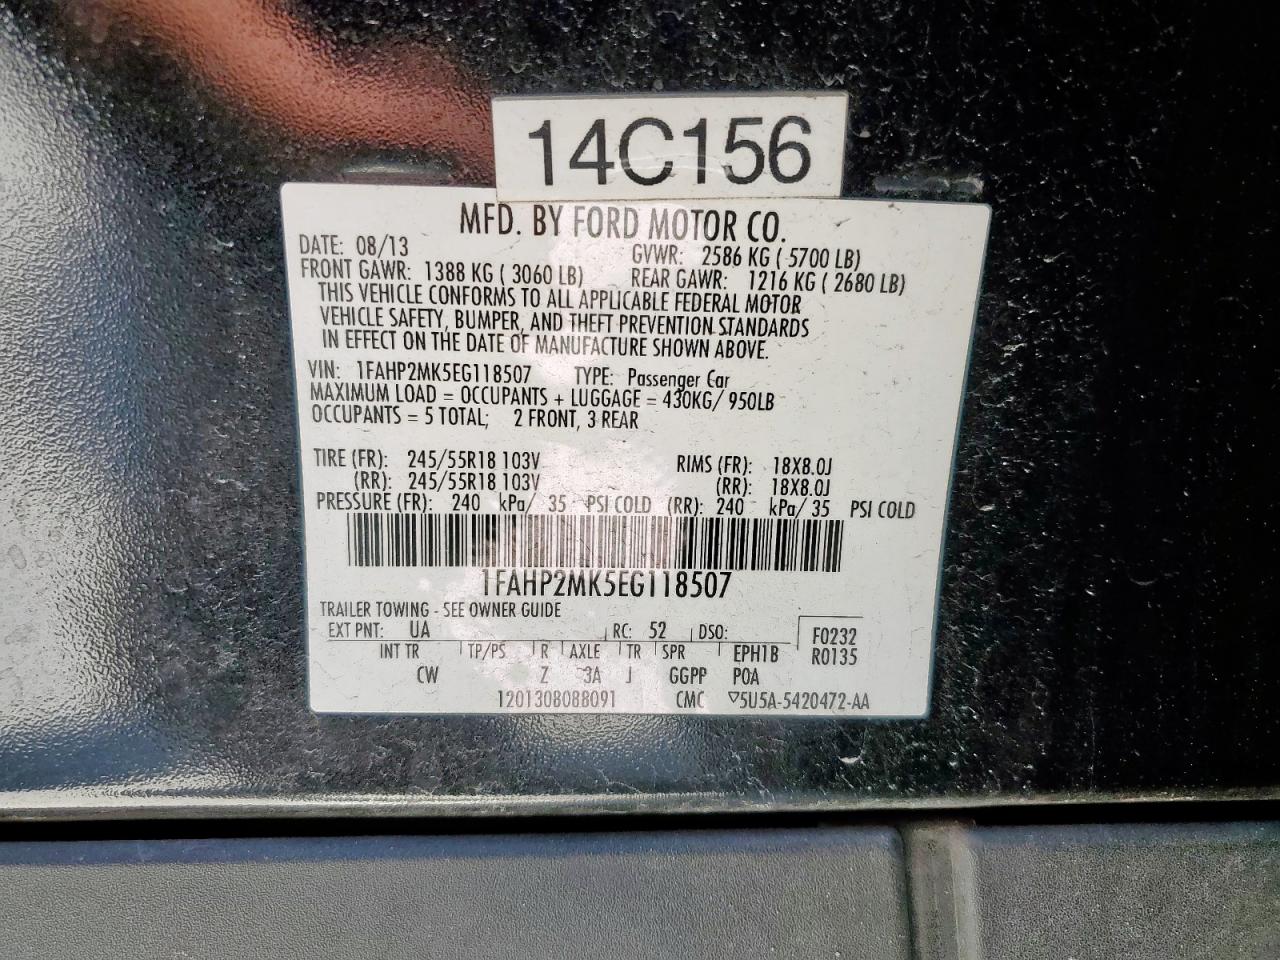 14C156
MFD. BY FORD MOTOR CO.
DATE: 08/13 GVWR: 2586 KG ( 5700 LB)
FRONT GAWR: 1388 KG ( 3060 LB) REAR GAWR: 1216 KG ( 2680 LB)
THIS VEHICLE CONFORMS TO ALL APPLICABLE FEDERAL MOTOR
VEHICLE SAFETY, BUMPER, AND THEFT PREVENTION STANDARDS
IN EFFECT ON THE DATE OF MANUFACTURE SHOWN ABOVE.
VIN: 1FAHP2MK5EG118507 TYPE: Passenger Car
MAXIMUM LOAD = OCCUPANTS + LUGGAGE = 430KG/ 950LB
OCCUPANTS = 5 TOTAL; 2 FRONT, 3 REAR
TIRE (FR): 245/55R18 103V RIMS (FR): 18X8.0J
(RR): 245/55R18 103V (RR): 18X8.0J
PRESSURE (FR): 240 kPa/ 35 PSI COLD (RR): 240 kPa/ 35 PSI COLD
1FAHP2MK5EG118507
TRAILER TOWING - SEE OWNER GUIDE
EXT PNT: UA RC: 52 DSO: F0232
INT TR TP/PS R AXLE TR SPR EPH1B R0135
CW Z 3A J GGPP POA
1201308088091 CMC ▽5U5A-5420472-AA